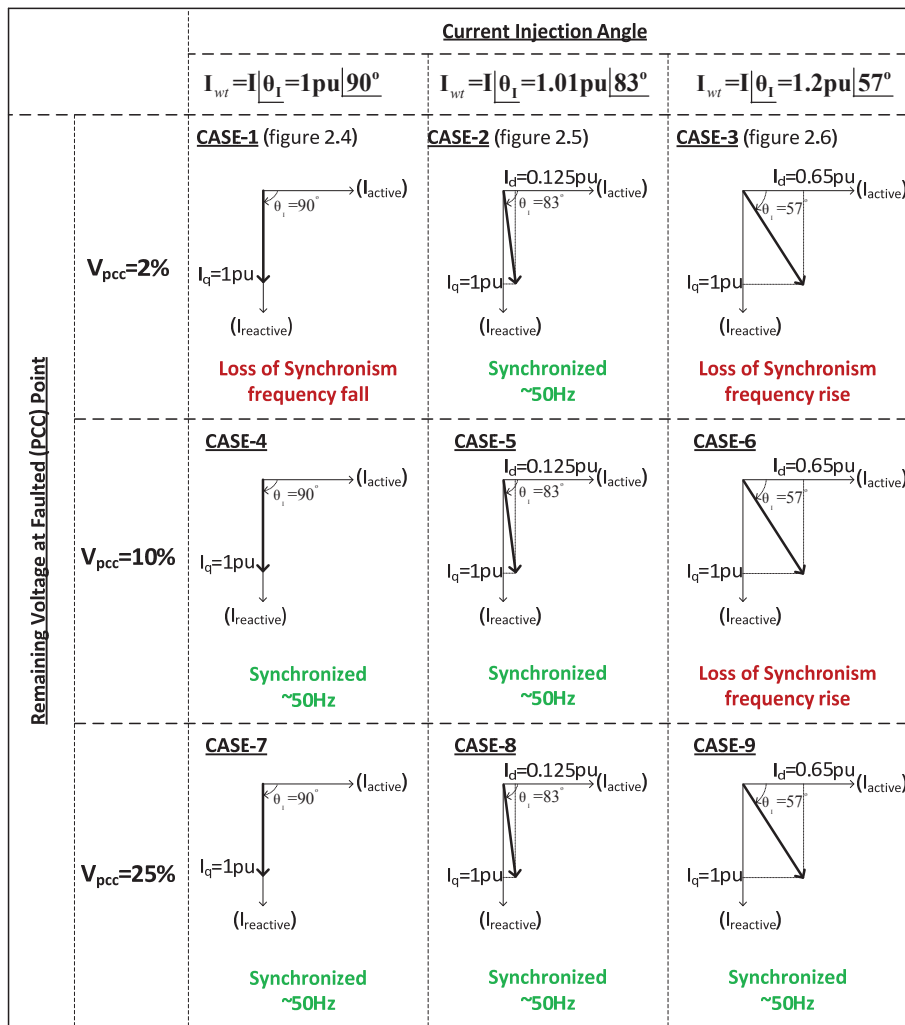 Current Injection Angle
I_wt =I|θ_I =1pu|90°
I_wt =I|θ_I =1.01pu|83°
I_wt =I|θ_I =1.2pu|57°
Remaining Voltage at Faulted (PCC) Point
V_pcc=2%
CASE-1 (figure 2.4)
(I_active)
θ_I =90°
I_q=1pu
(I_reactive)
Loss of Synchronism
frequency fall
CASE-2 (figure 2.5)
I_d=0.125pu
(I_active)
θ_I =83°
I_q=1pu
(I_reactive)
Synchronized
~50Hz
CASE-3 (figure 2.6)
I_d=0.65pu
(I_active)
θ_I =57°
I_q=1pu
(I_reactive)
Loss of Synchronism
frequency rise
V_pcc=10%
CASE-4
(I_active)
θ_I =90°
I_q=1pu
(I_reactive)
Synchronized
~50Hz
CASE-5
I_d=0.125pu
(I_active)
θ_I =83°
I_q=1pu
(I_reactive)
Synchronized
~50Hz
CASE-6
I_d=0.65pu
(I_active)
θ_I =57°
I_q=1pu
(I_reactive)
Loss of Synchronism
frequency rise
V_pcc=25%
CASE-7
(I_active)
θ_I =90°
I_q=1pu
(I_reactive)
Synchronized
~50Hz
CASE-8
I_d=0.125pu
(I_active)
θ_I =83°
I_q=1pu
(I_reactive)
Synchronized
~50Hz
CASE-9
I_d=0.65pu
(I_active)
θ_I =57°
I_q=1pu
(I_reactive)
Synchronized
~50Hz